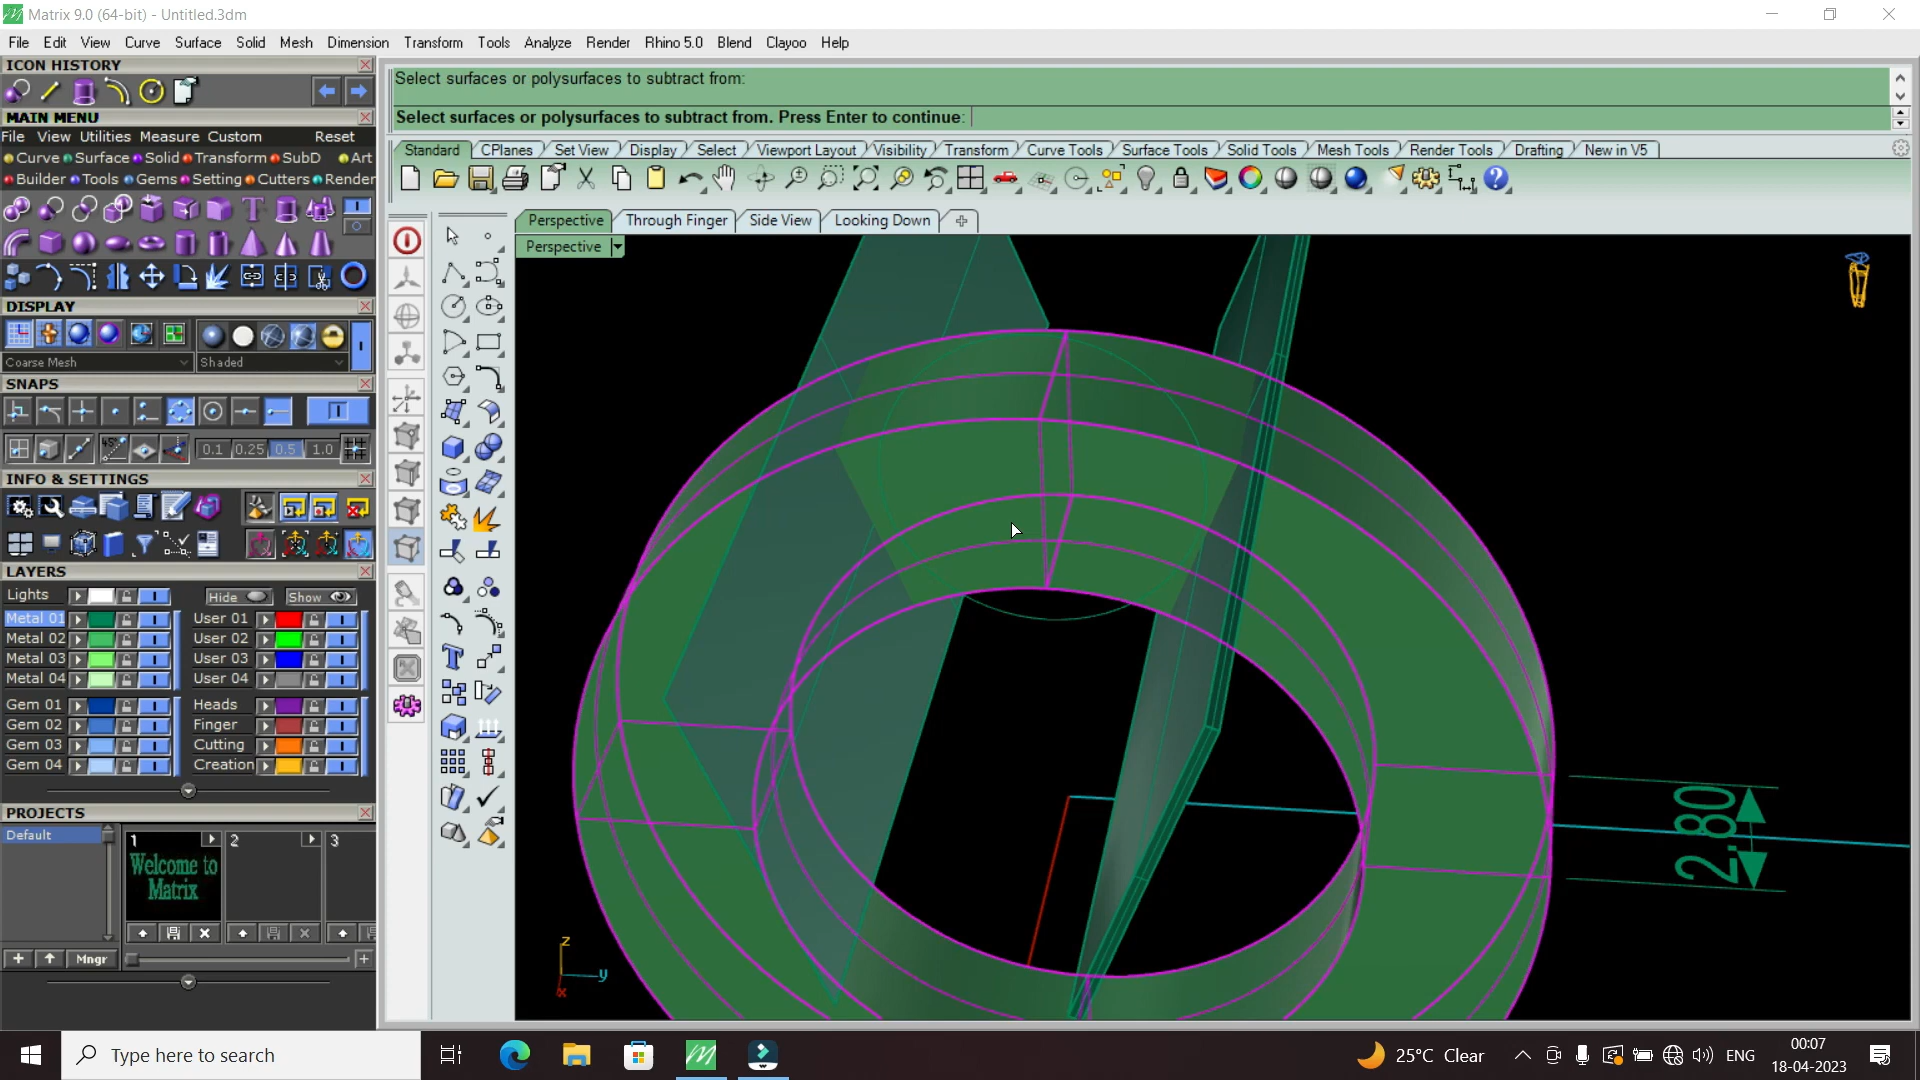 Matrix 9.0 (64-bit) - Untitled.3dm
File Edit View Curve Surface Solid Mesh Dimension Transform Tools Analyze Render Rhino 5.0 Blend Clayoo Help
ICON HISTORY
MAIN MENU
File View Utilities Measure Custom Reset
Curve Surface Solid Transform SubD Art
Builder Tools Gems Setting Cutters Render
DISPLAY
Coarse Mesh Shaded
SNAPS
0.1 0.25 0.5 1.0
INFO & SETTINGS
LAYERS
Lights Hide Show
Metal 01 User 01
Metal 02 User 02
Metal 03 User 03
Metal 04 User 04
Gem 01 Heads
Gem 02 Finger
Gem 03 Cutting
Gem 04 Creation
PROJECTS
Default 1 2 3
Welcome to
Matrix
Mngr
Select surfaces or polysurfaces to subtract from:
Select surfaces or polysurfaces to subtract from. Press Enter to continue:
Standard CPlanes Set View Display Select Viewport Layout Visibility Transform Curve Tools Surface Tools Solid Tools Mesh Tools Render Tools Drafting New in V5
Perspective Through Finger Side View Looking Down
Perspective
2.80
z
y
x
Type here to search
25°C Clear
ENG
00:07
18-04-2023